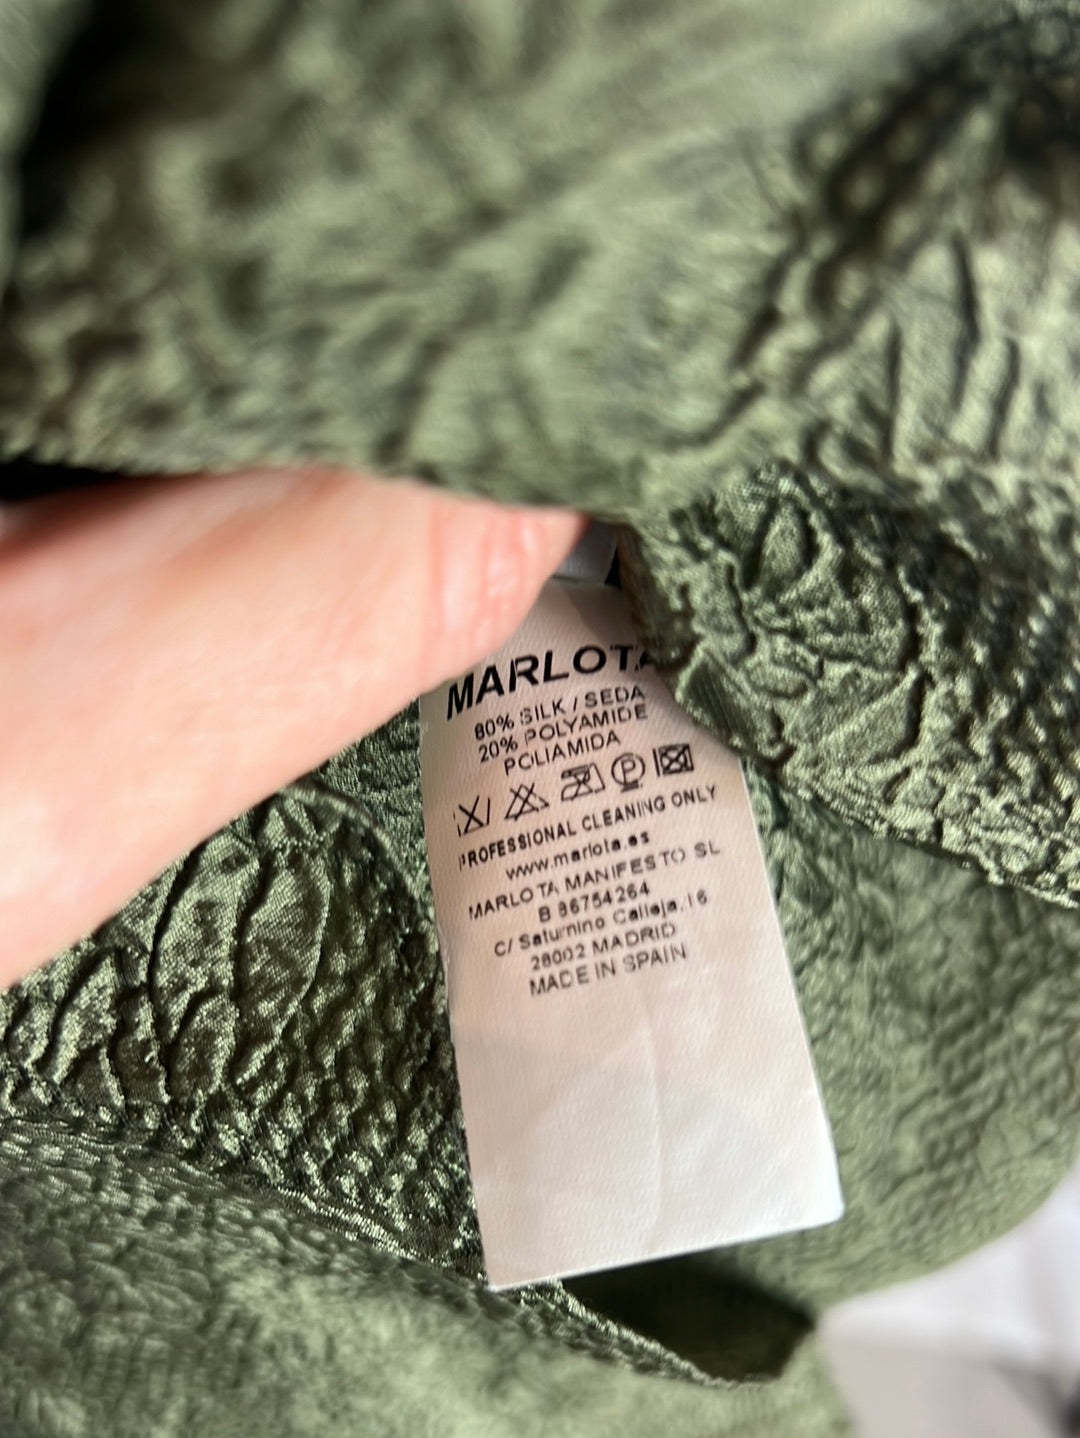 MARLOTA
80% SILK / SEDA
20% POLYAMIDE
POLIAMIDA
P
PROFESSIONAL CLEANING ONLY
www.marlota.es
MARLOTA MANIFESTO SL
B 86754264
C/ Saturnino Calleja, 16
28002 MADRID
MADE IN SPAIN